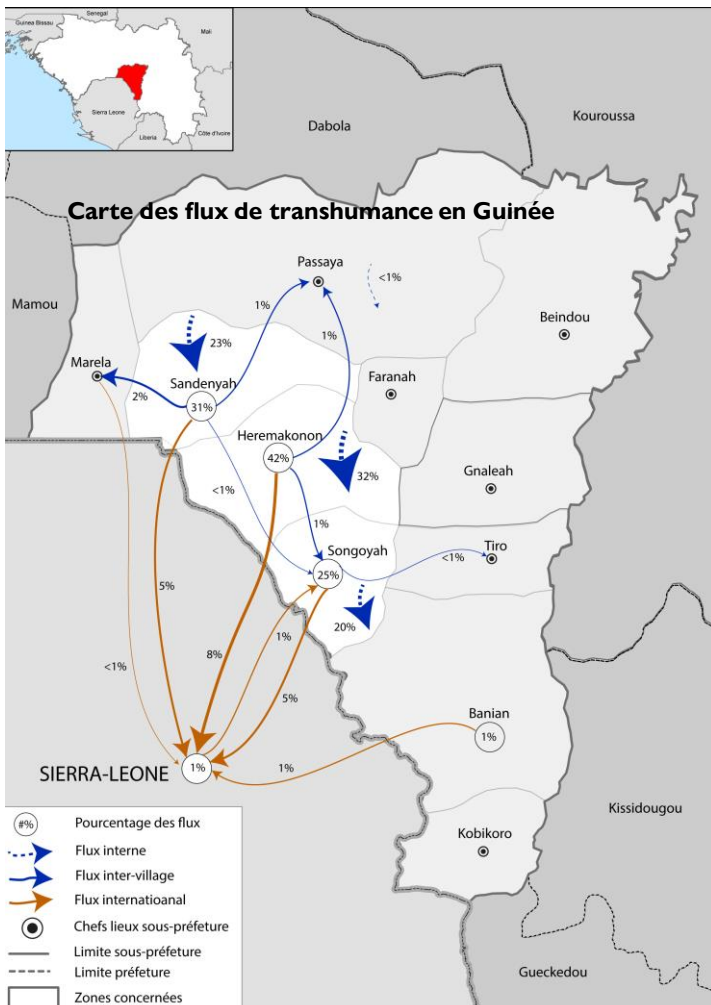 Senegal
Guinea Bissau
Mali
Sierra Leone
Liberia
Côte d'Ivoire
Dabola
Kouroussa
Carte des flux de transhumance en Guinée
Passaya
<1%
Mamou
1%
1%
Beindou
23%
Marela
Faranah
2%
Sandenyah
31%
Heremakonon
42%
32%
Gnaleah
<1%
1%
Songoyah
Tiro
25%
<1%
5%
20%
1%
8%
<1%
5%
Banian
1%
SIERRA-LEONE
1%
1%
Kissidougou
#%
Pourcentage des flux
Kobikoro
Flux interne
Flux inter-village
Flux internatioanal
Chefs lieux sous-préfeture
Limite sous-préfeture
Limite préfeture
Gueckedou
Zones concernées